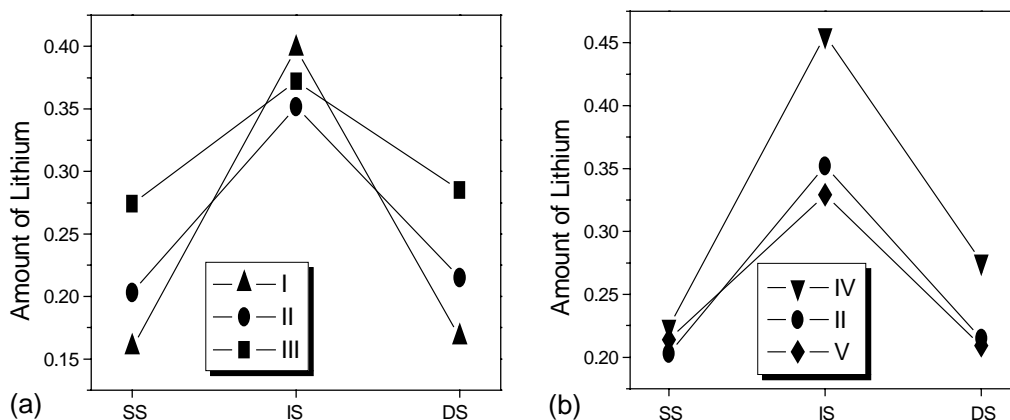 0.40
0.35
0.30
0.25
0.20
0.15
Amount of Lithium
I
II
III
SS IS DS
(a)
0.45
0.40
0.35
0.30
0.25
0.20
Amount of Lithium
IV
II
V
SS IS DS
(b)